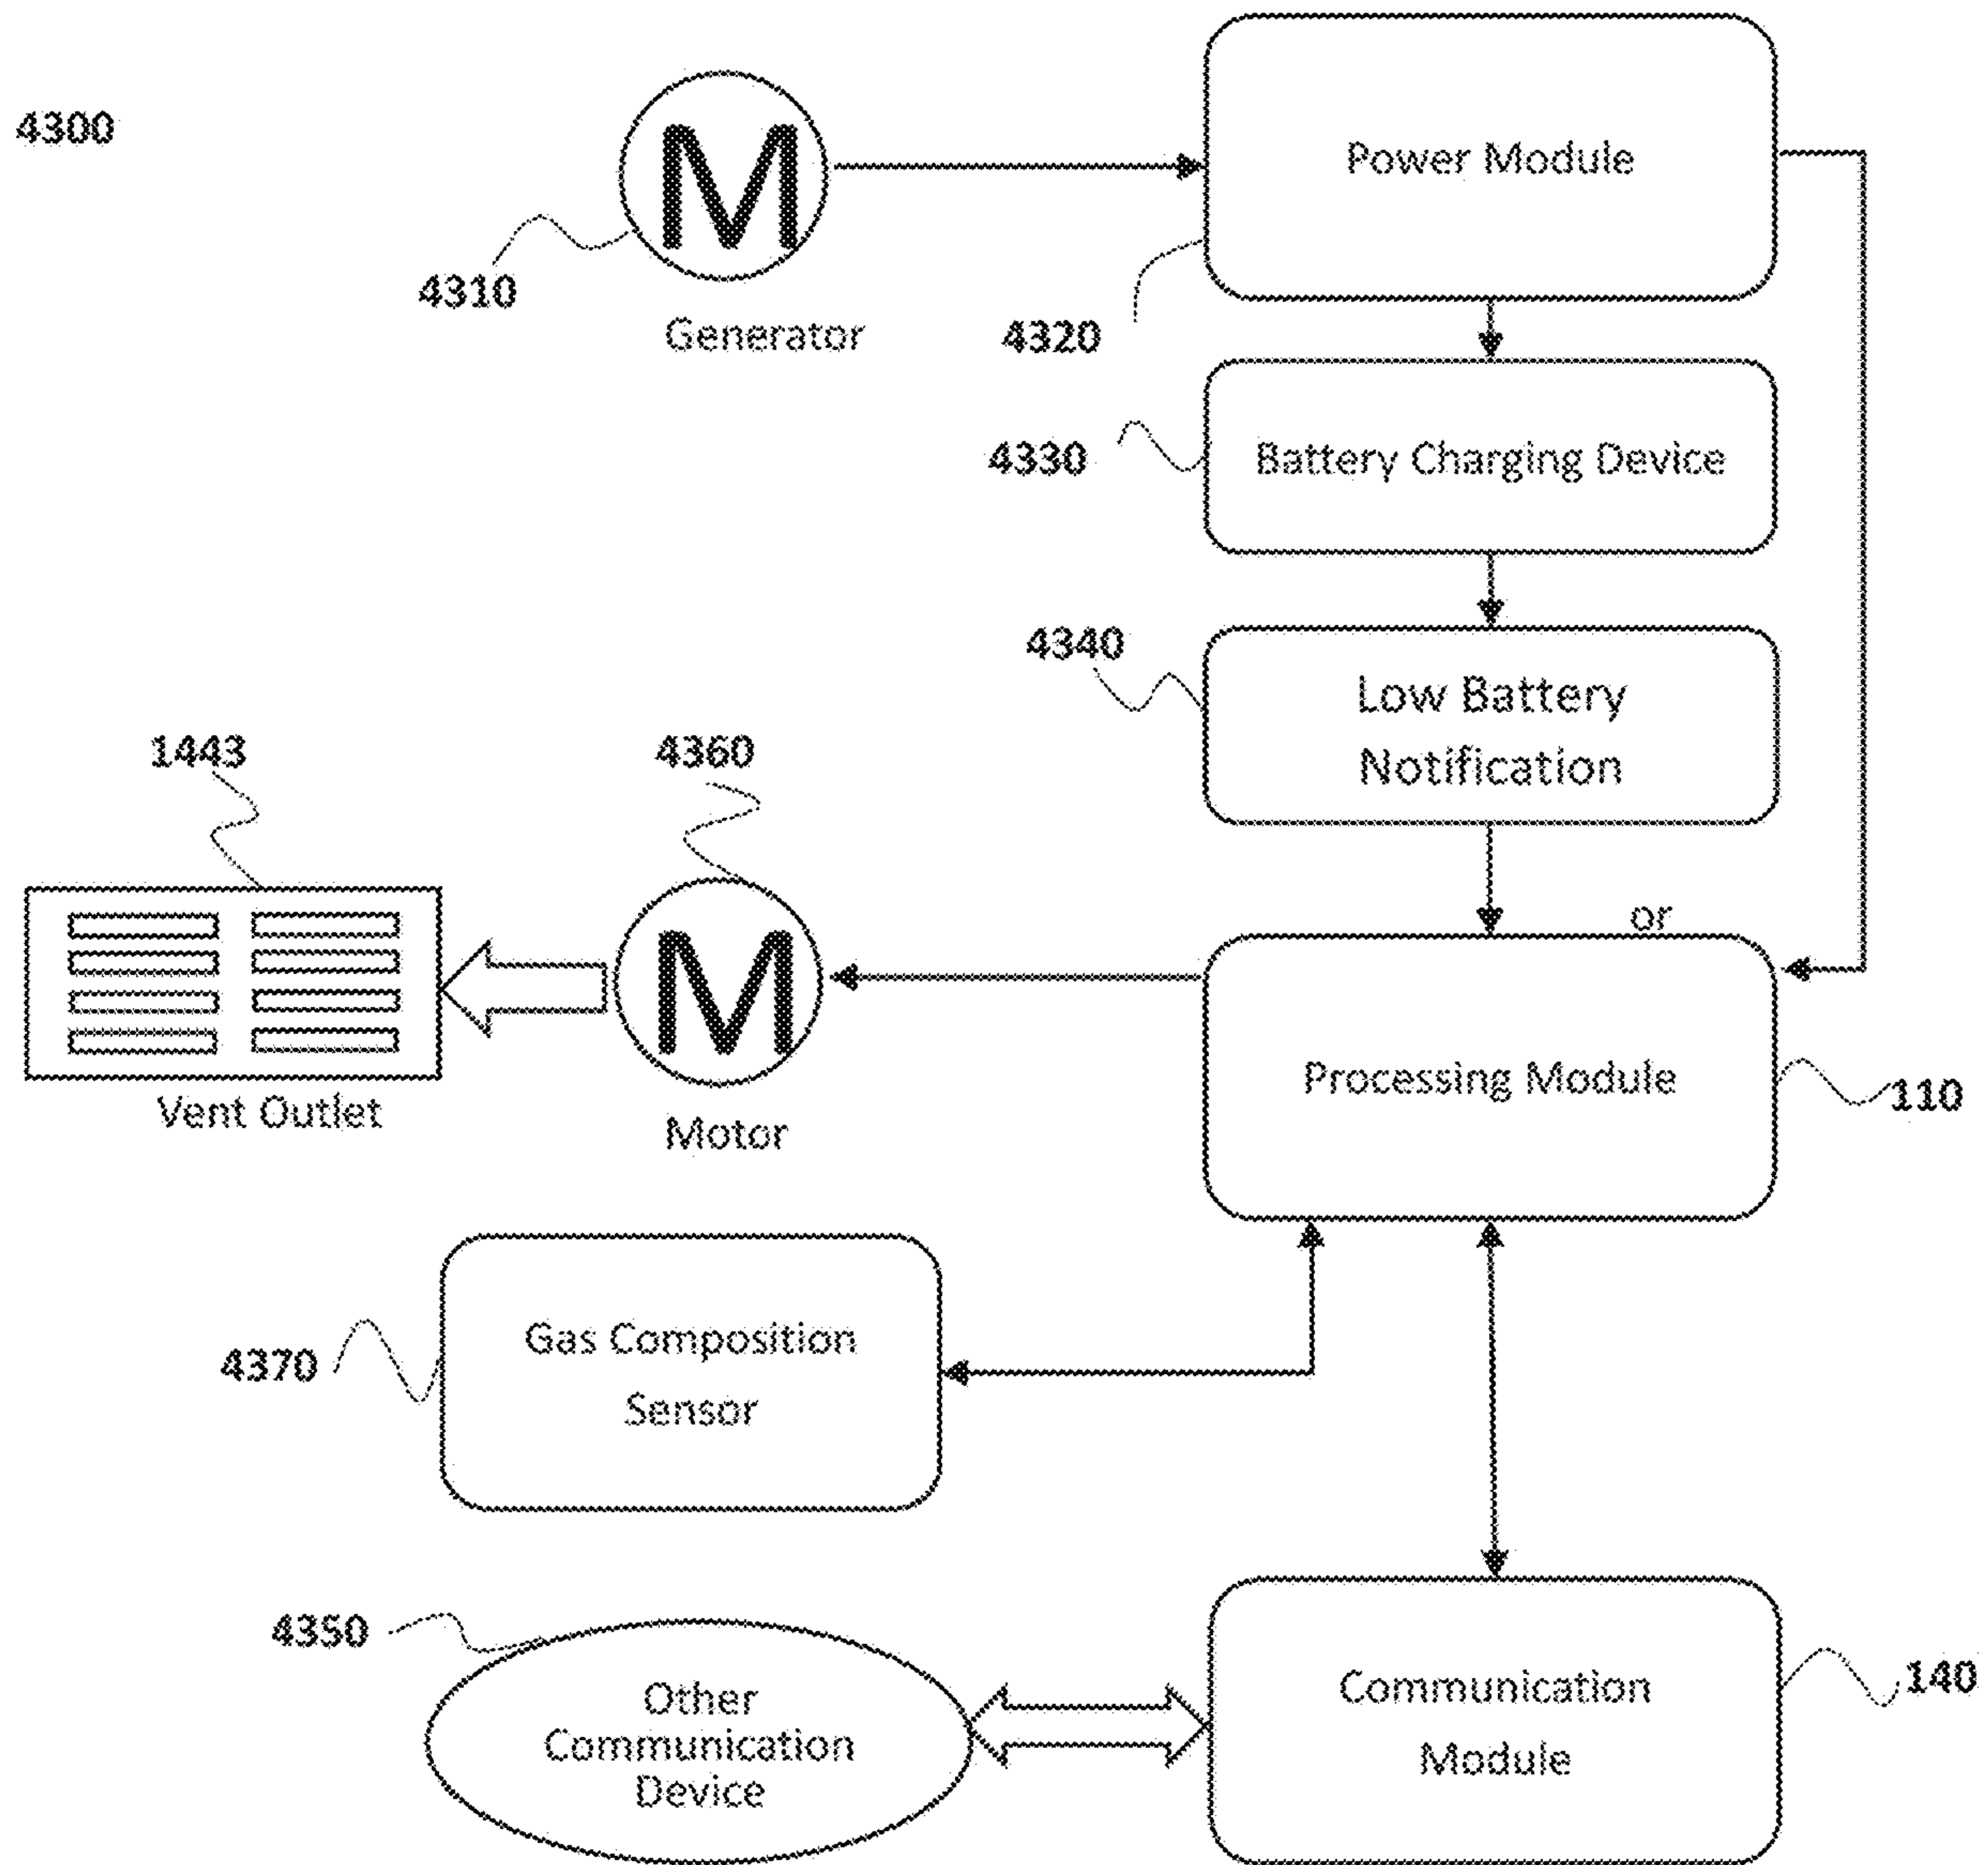 4300
M
Power Module
4310
Generator
4320
4330
Battery Charging Device
4340
Low Battery
Notification
1443
4360
or
M
Vent Outlet
Motor
Processing Module
110
Gas Composition
Sensor
4370
4350
Other
Communication
Device
Communication
Module
140